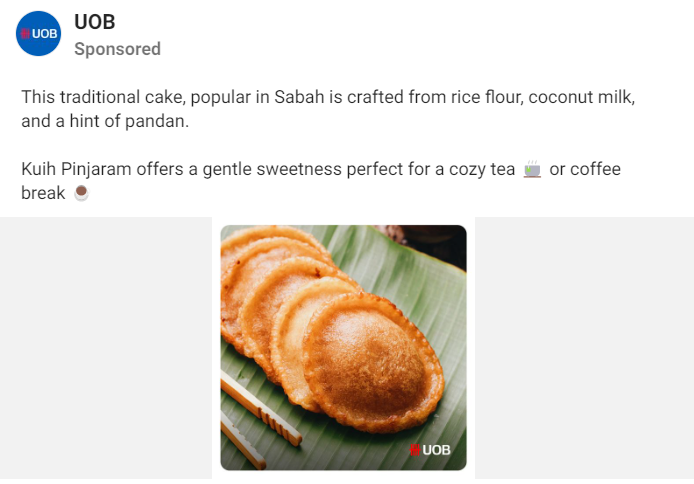 UOB
UOB
Sponsored
This traditional cake, popular in Sabah is crafted from rice flour, coconut milk,
and a hint of pandan.
Kuih Pinjaram offers a gentle sweetness perfect for a cozy tea 🍵 or coffee
break ☕
UOB